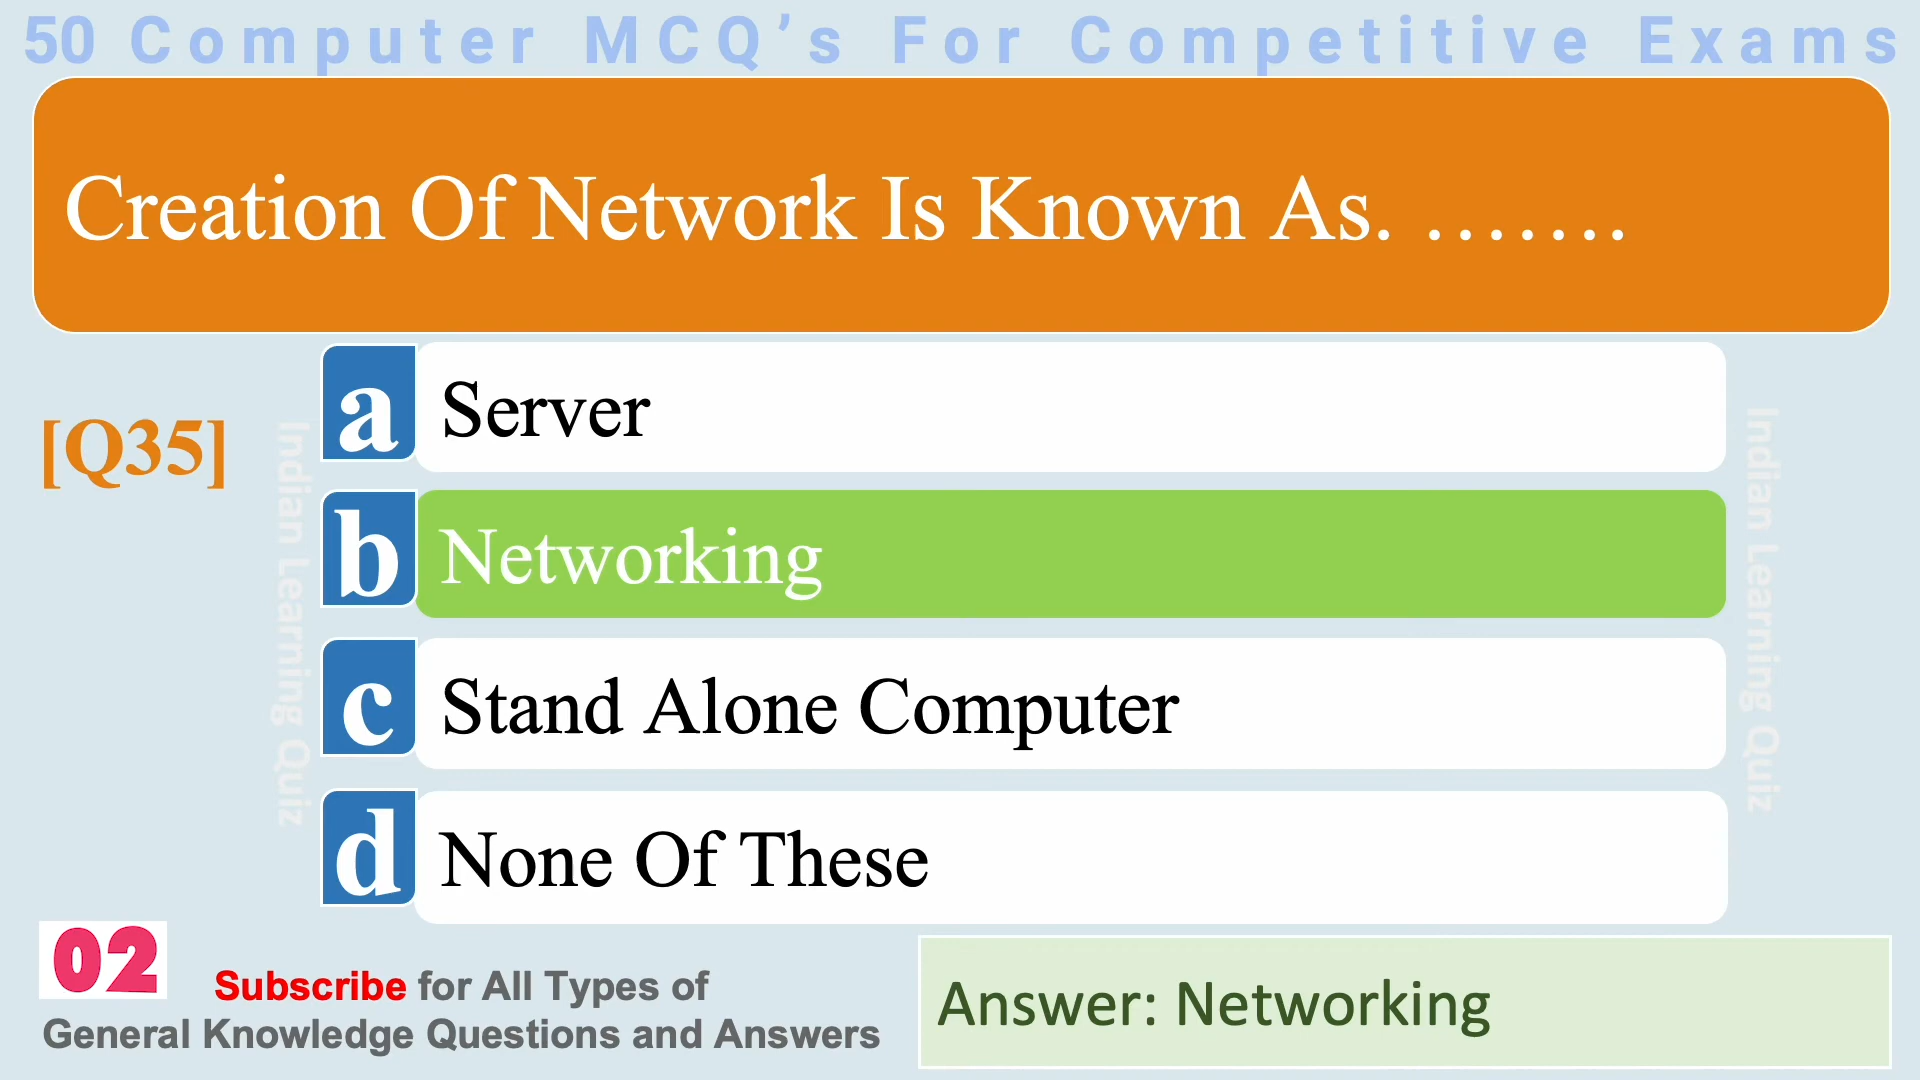 50 Computer MCQ’s For Competitive Exams
Creation Of Network Is Known As. …….
[Q35]
a Server
b Networking
c Stand Alone Computer
d None Of These
Indian Learning Quiz
Indian Learning Quiz
02
Subscribe for All Types of
General Knowledge Questions and Answers
Answer: Networking